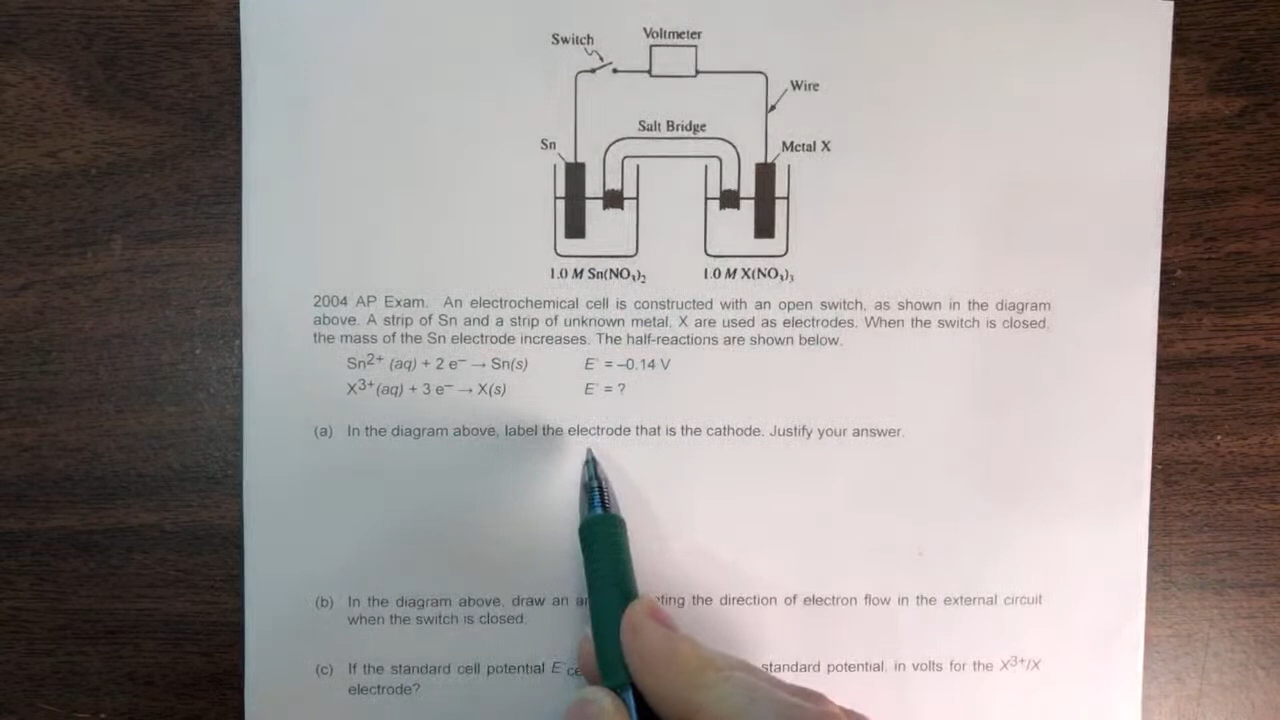 Switch
Voltmeter
Wire
Salt Bridge
Sn
Metal X
1.0 M Sn(NO₃)₂
1.0 M X(NO₃)₃
2004 AP Exam. An electrochemical cell is constructed with an open switch, as shown in the diagram
above. A strip of Sn and a strip of unknown metal, X are used as electrodes. When the switch is closed,
the mass of the Sn electrode increases. The half-reactions are shown below.
Sn2+ (aq) + 2 e− → Sn(s) E° = –0.14 V
X3+(aq) + 3 e− → X(s) E° = ?
(a) In the diagram above, label the electrode that is the cathode. Justify your answer.
(b) In the diagram above, draw an the direction of electron flow in the external circuit
when the switch is closed.
(c) If the standard cell potential E° standard potential, in volts for the X3+/X
electrode?